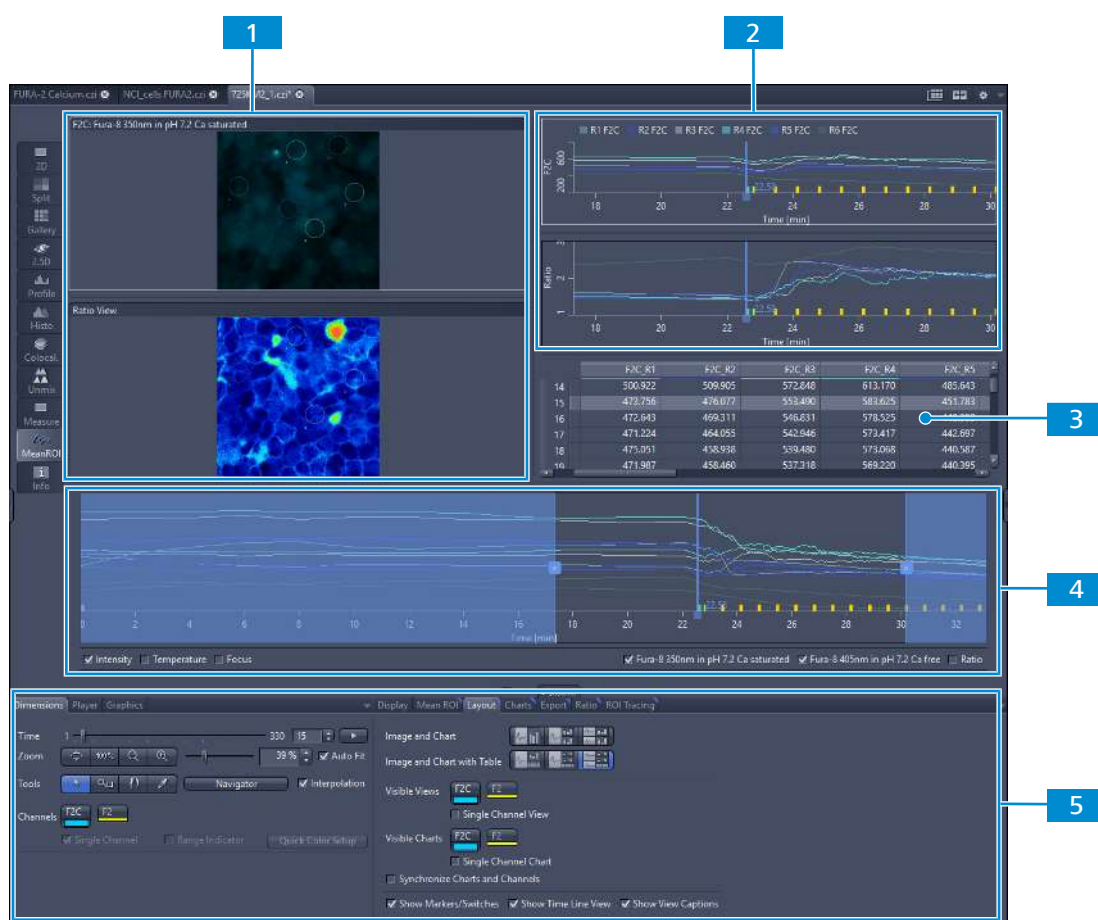 1
2
FURA-2 Calcium.czi NCI_cells FURA2.czi
F2C: Fura-8 350nm in pH 7.2 Ca saturated
2D
Split
Gallery
2.5D
Profile
Histo
Colocal.
Unmix
Measure
MeanROI
Info
Ratio View
R1 F2C R2 F2C R3 F2C R4 F2C R5 F2C R6 F2C
F2C
600
200
22.58
18 20 22 24 26 28 30
Time [min]
Ratio
2
1
22.58
18 20 22 24 26 28 30
Time [min]
F2C_R1 F2C_R2 F2C_R3 F2C_R4 F2C_R5
14 500.922 509.905 572.848 613.170 485.643
15 473.756 476.077 553.490 583.625 451.783
16 472.643 469.311 546.831 578.525
17 471.224 464.055 542.946 573.417 442.697
18 475.051 458.938 539.480 573.068 440.587
19 471.987 458.460 537.318 569.220 440.395
3
22.58
0 2 4 6 8 10 12 14 16 18 20 22 24 26 28 30 32
Time [min]
4
Intensity Temperature Focus Fura-8 350nm in pH 7.2 Ca saturated Fura-8 405nm in pH 7.2 Ca free Ratio
Dimensions Player Graphics
Display Mean ROI Layout Charts Export Ratio ROI Tracing
Time 1 330 15
Zoom 100% 39 % Auto Fit
Tools Navigator Interpolation
Channels F2C F2
Single Channel Range Indicator Quick Color Setup
Image and Chart
Image and Chart with Table
Visible Views F2C F2
Single Channel View
Visible Charts F2C F2
Single Channel Chart
Synchronize Charts and Channels
Show Markers/Switches Show Time Line View Show View Captions
5